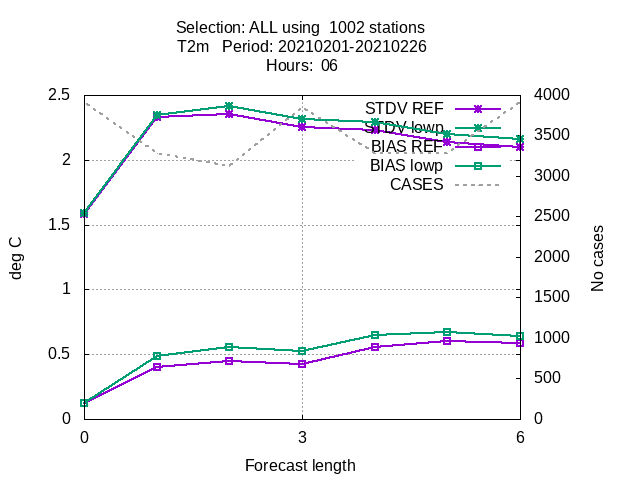 Selection: ALL using  1002 stations
T2m   Period: 20210201-20210226
Hours:  06
2.5
2
1.5
1
0.5
0
4000
3500
3000
2500
2000
1500
1000
500
0
0
3
6
deg C
No cases
Forecast length
STDV REF
STDV lowp
BIAS REF
BIAS lowp
CASES